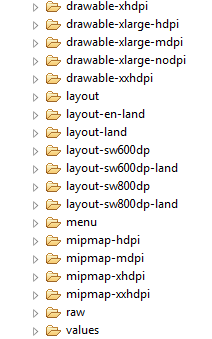 drawable-xhdpi
drawable-xlarge-hdpi
drawable-xlarge-mdpi
drawable-xlarge-nodpi
drawable-xxhdpi
layout
layout-en-land
layout-land
layout-sw600dp
layout-sw600dp-land
layout-sw800dp
layout-sw800dp-land
menu
mipmap-hdpi
mipmap-mdpi
mipmap-xhdpi
mipmap-xxhdpi
raw
values